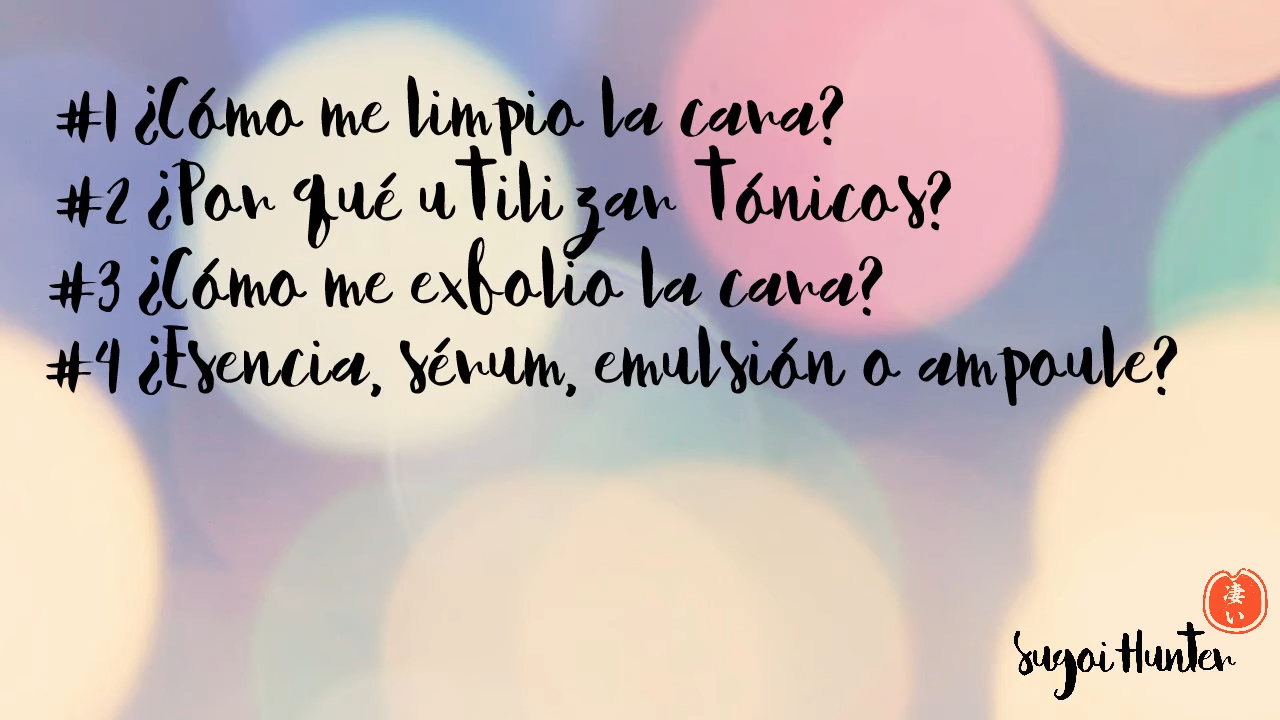 #1 ¿Cómo me limpio la cara?
#2 ¿Por qué utilizar tónicos?
#3 ¿Cómo me exfolio la cara?
#4 ¿Esencia, sérum, emulsión o ampoule?
凄
い
Sugoi Hunter